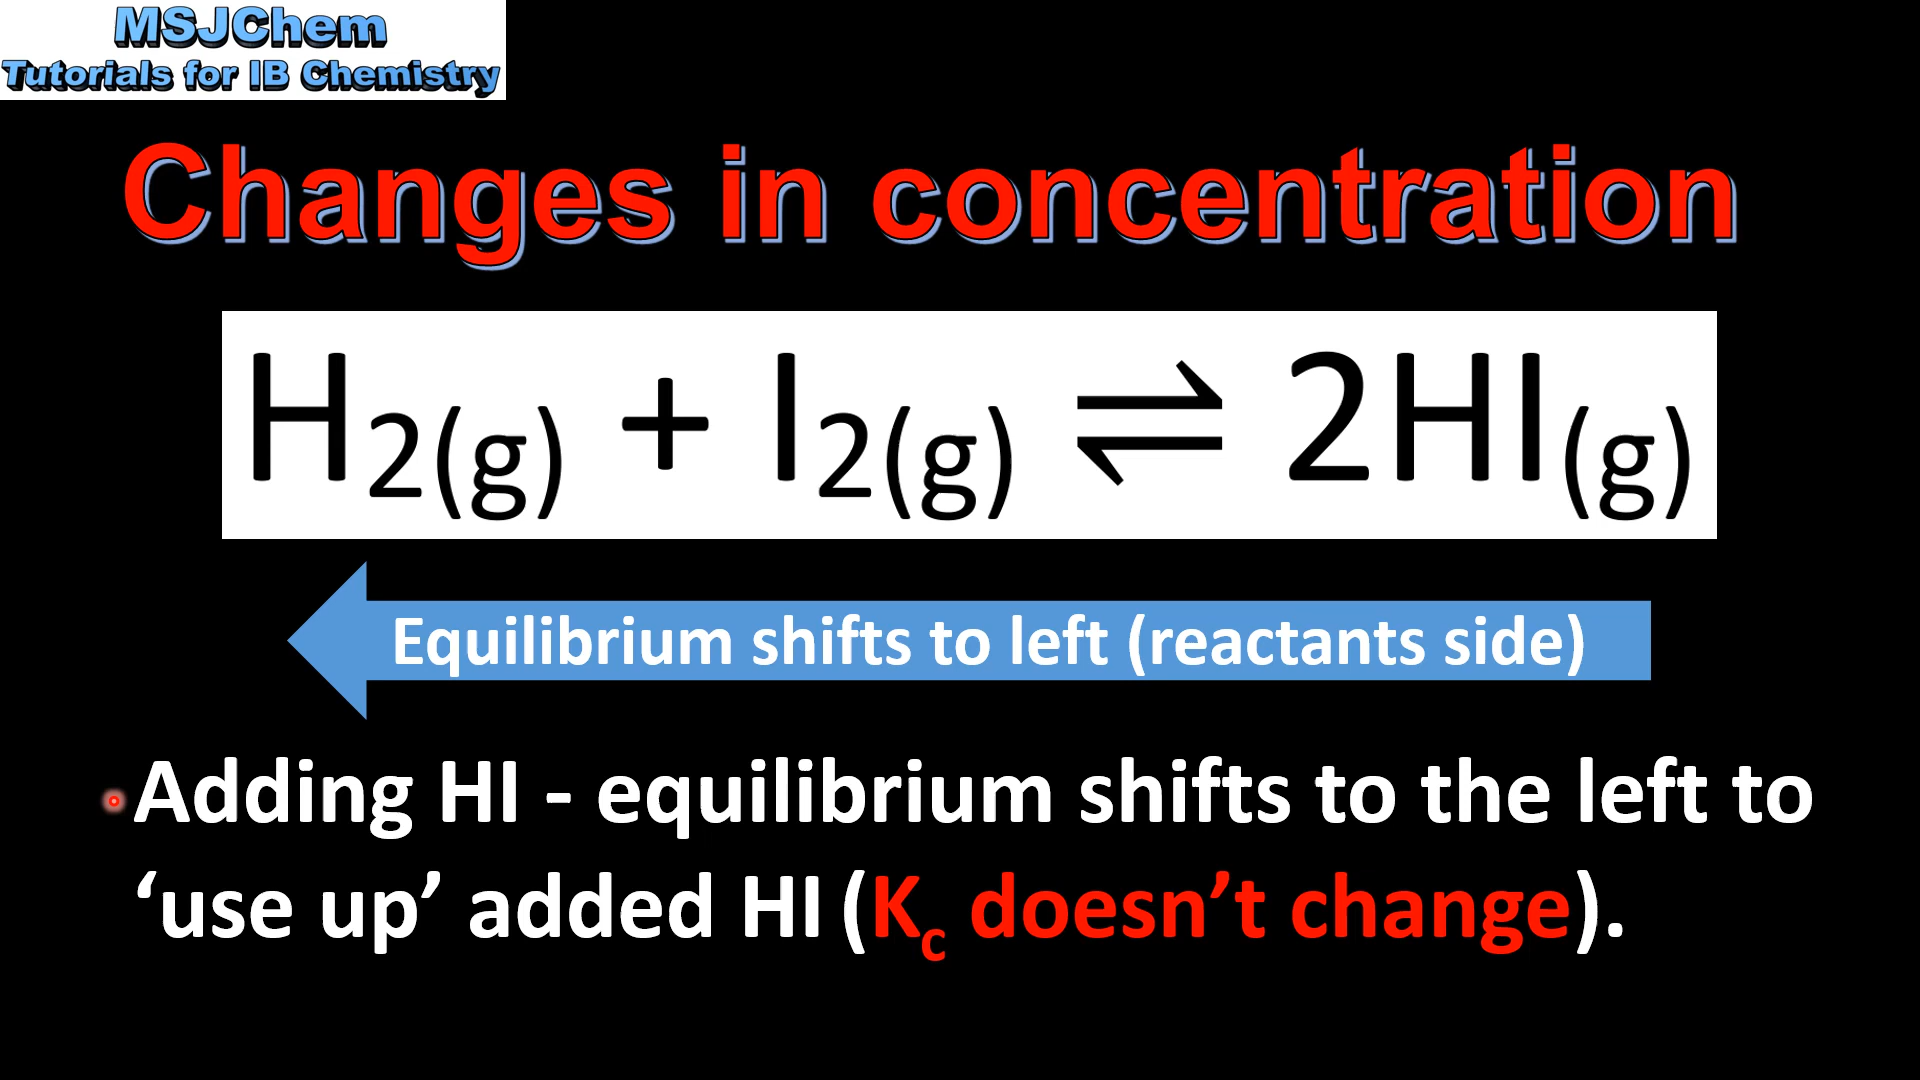 MSJChem
Tutorials for IB Chemistry
Changes in concentration
H₂(g) + I₂(g) ⇌ 2HI(g)
Equilibrium shifts to left (reactants side)
•Adding HI - equilibrium shifts to the left to
‘use up’ added HI (Kc doesn’t change).